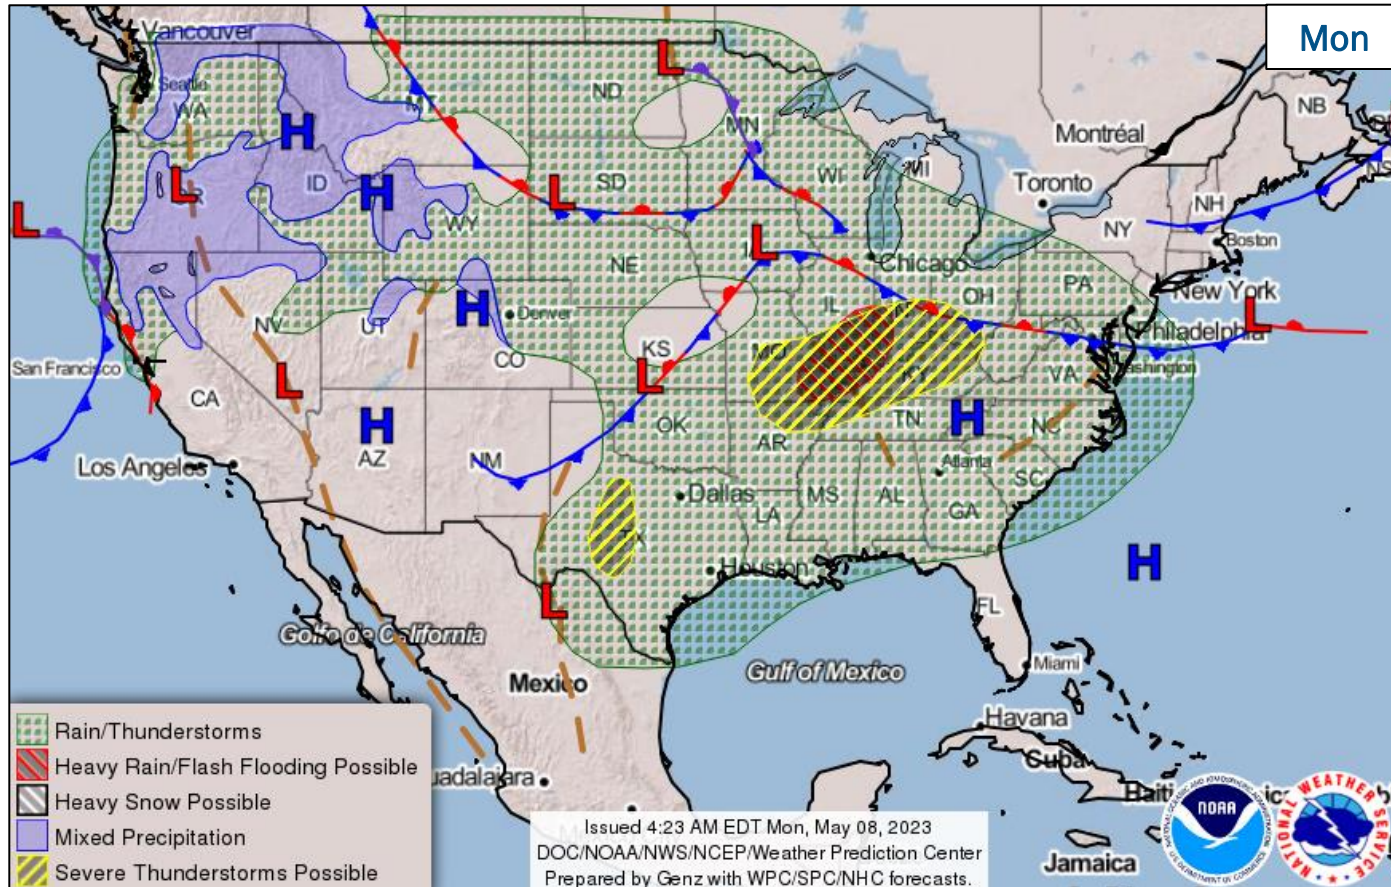 Mon
Vancouver
Seattle
WA
MT
ND
MN
NB
Montréal
ID
SD
WI
MI
Toronto
NH
NY
WY
Boston
NE
Chicago
PA
OH
IL
New York
Denver
NV
UT
CO
KS
MO
Philadelphia
San Francisco
KY
VA
Washington
CA
OK
AR
TN
NC
Los Angeles
AZ
NM
Atlanta
SC
Dallas
MS
AL
GA
LA
TX
Houston
FL
Golfo de California
Gulf of Mexico
Miami
Mexico
Havana
Cuba
Jamaica
Rain/Thunderstorms
Heavy Rain/Flash Flooding Possible
Heavy Snow Possible
Mixed Precipitation
Severe Thunderstorms Possible
Issued 4:23 AM EDT Mon, May 08, 2023
DOC/NOAA/NWS/NCEP/Weather Prediction Center
Prepared by Genz with WPC/SPC/NHC forecasts.
NOAA
NATIONAL WEATHER SERVICE
L
L
L
L
L
L
L
L
L
H
H
H
H
H
H